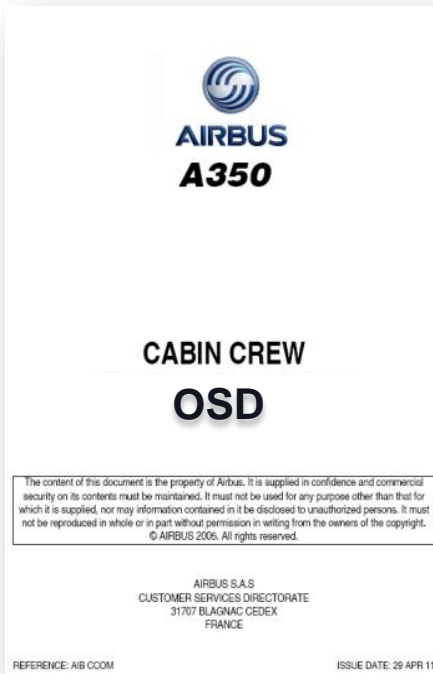 AIRBUS
A350
CABIN CREW
OSD
The content of this document is the property of Airbus. It is supplied in confidence and commercial
security on its contents must be maintained. It must not be used for any purpose other than that for
which it is supplied, nor may information contained in it be disclosed to unauthorized persons. It must
not be reproduced in whole or in part without permission in writing from the owners of the copyright.
© AIRBUS 2005. All rights reserved.
AIRBUS S.A.S
CUSTOMER SERVICES DIRECTORATE
31707 BLAGNAC CEDEX
FRANCE
REFERENCE: AIB CCOM ISSUE DATE: 29 APR 11